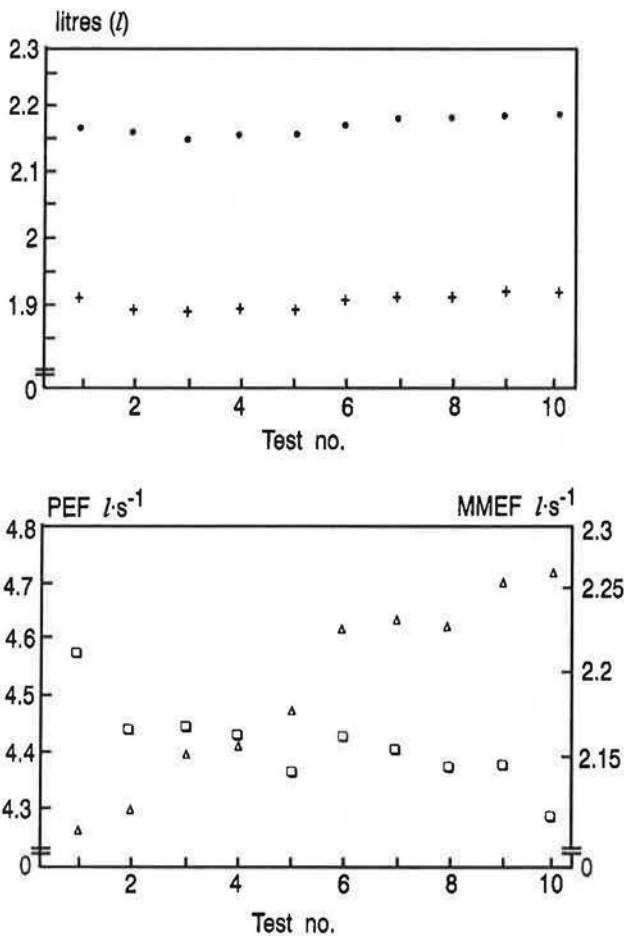 litres (l)
2.3
2.2
2.1
2
1.9
0
2 4 6 8 10
Test no.
PEF l·s⁻¹ MMEF l·s⁻¹
4.8 2.3
4.7 2.25
4.6
4.5 2.2
4.4 2.15
4.3
0 0
2 4 6 8 10
Test no.